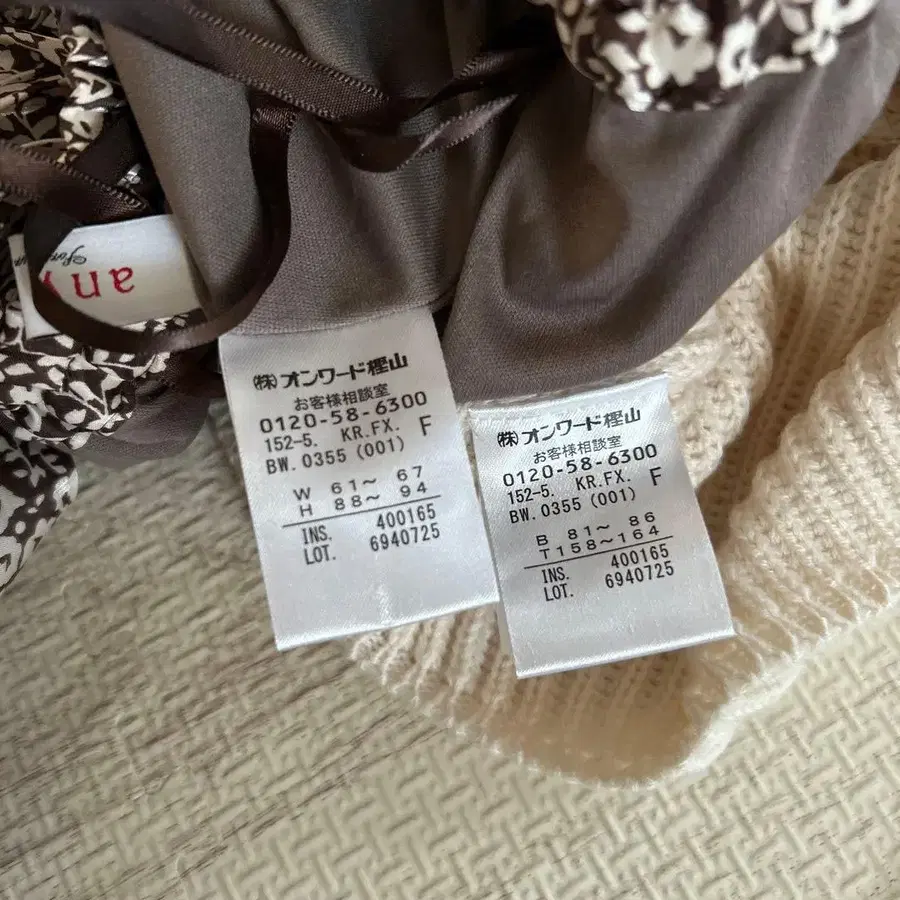 any
㈱オンワード樫山
お客様相談室
0120-58-6300
152-5. KR.FX. F
BW.0355 (001)
W 61〜 67
H 88〜 94
INS. 400165
LOT. 6940725
㈱オンワード樫山
お客様相談室
0120-58-6300
152-5. KR.FX. F
BW.0355 (001)
B 81〜 86
T158〜164
INS. 400165
LOT. 6940725